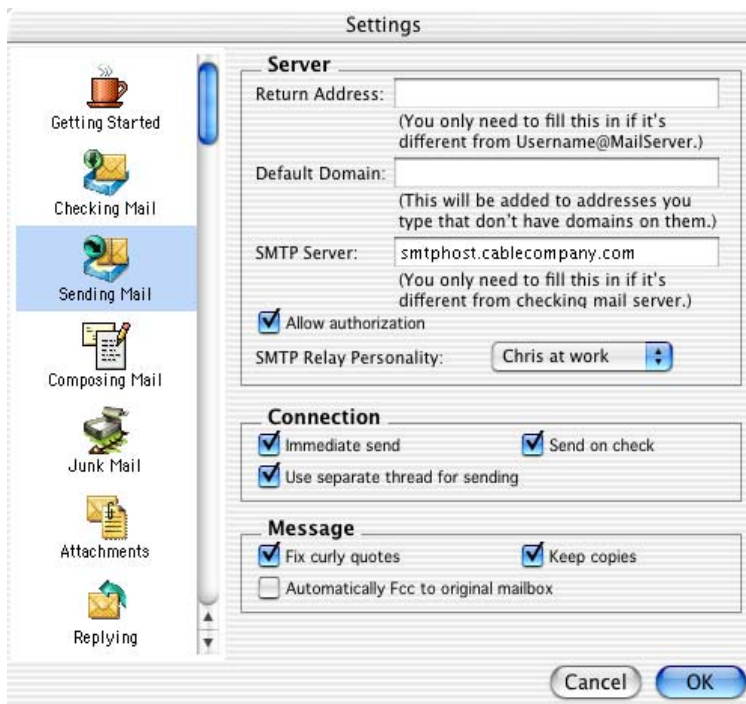 Settings
Getting Started
Checking Mail
Sending Mail
Composing Mail
Junk Mail
Attachments
Replying
Server
Return Address:
(You only need to fill this in if it's
different from Username@MailServer.)
Default Domain:
(This will be added to addresses you
type that don't have domains on them.)
SMTP Server: smtphost.cablecompany.com
(You only need to fill this in if it's
different from checking mail server.)
Allow authorization
SMTP Relay Personality: Chris at work
Connection
Immediate send Send on check
Use separate thread for sending
Message
Fix curly quotes Keep copies
Automatically Fcc to original mailbox
Cancel OK